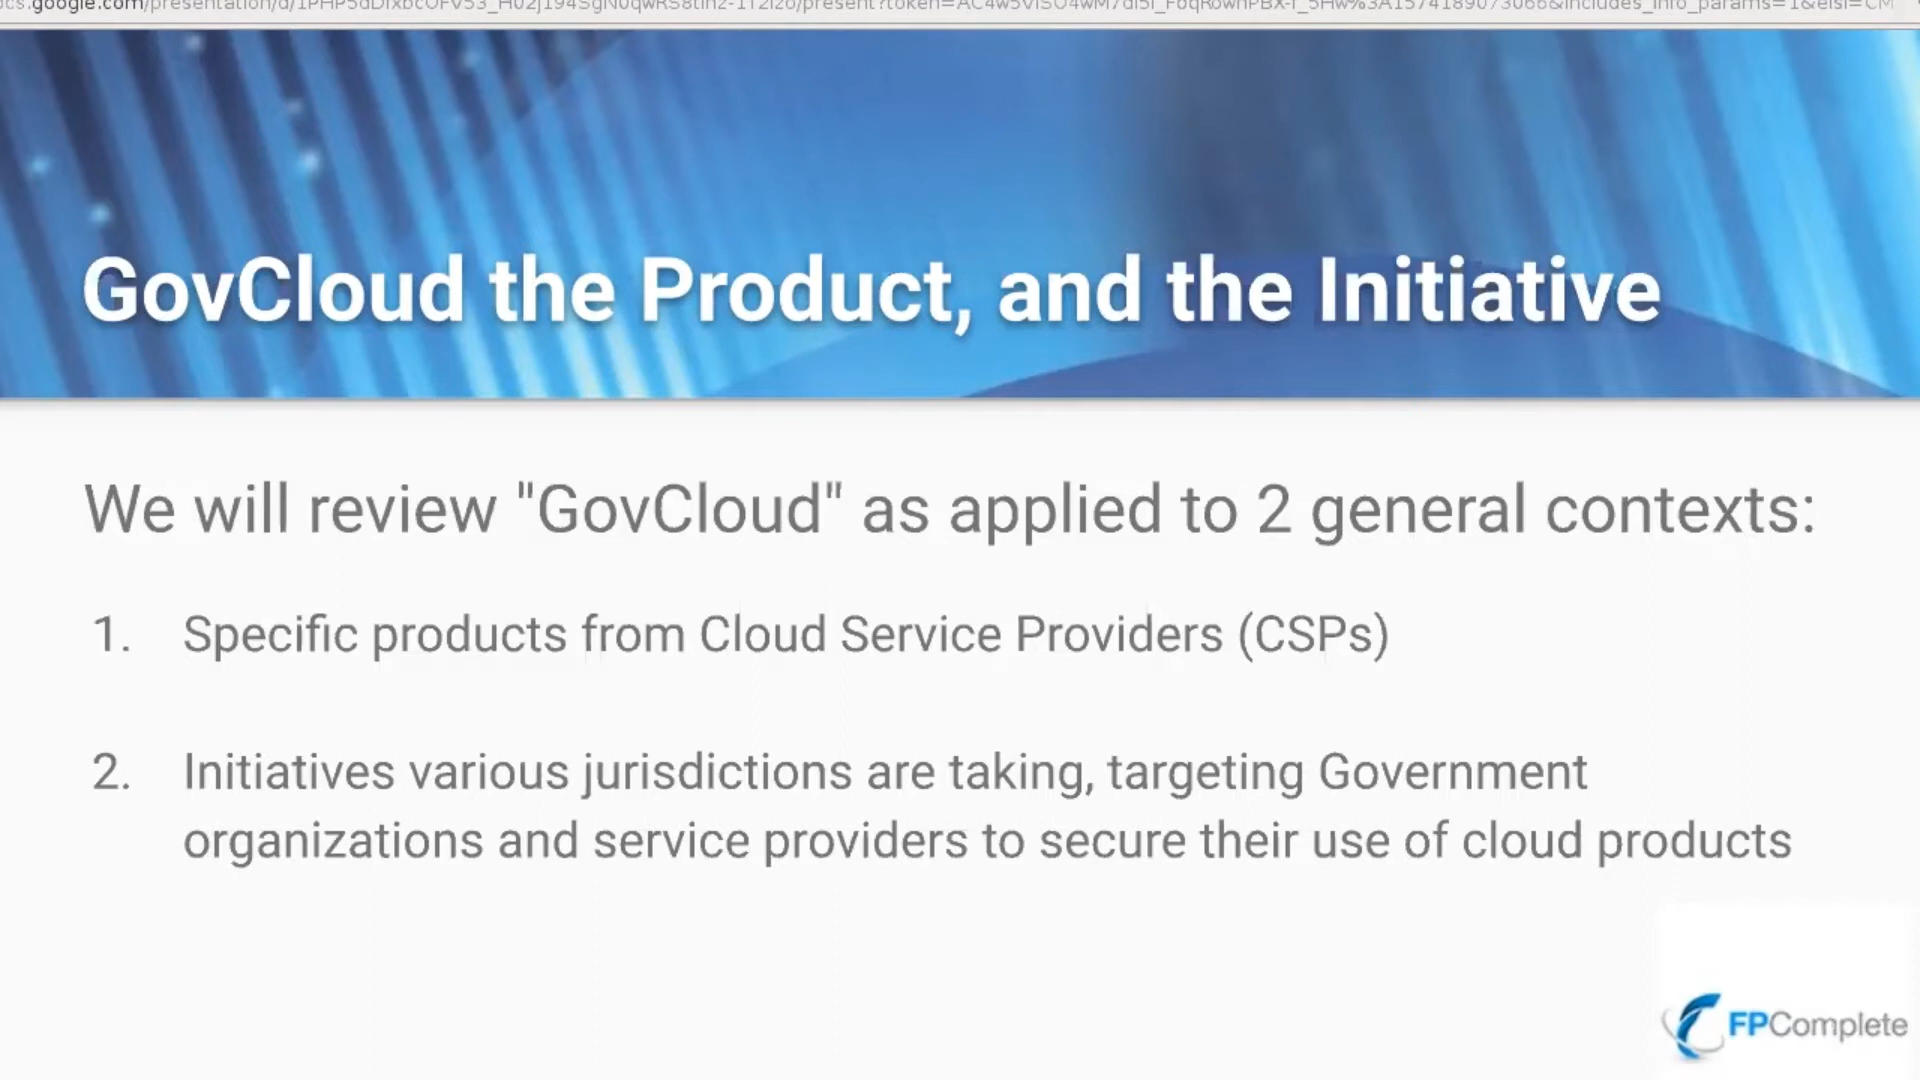 GovCloud the Product, and the Initiative
We will review "GovCloud" as applied to 2 general contexts:
1. Specific products from Cloud Service Providers (CSPs)
2. Initiatives various jurisdictions are taking, targeting Government
organizations and service providers to secure their use of cloud products
FPComplete